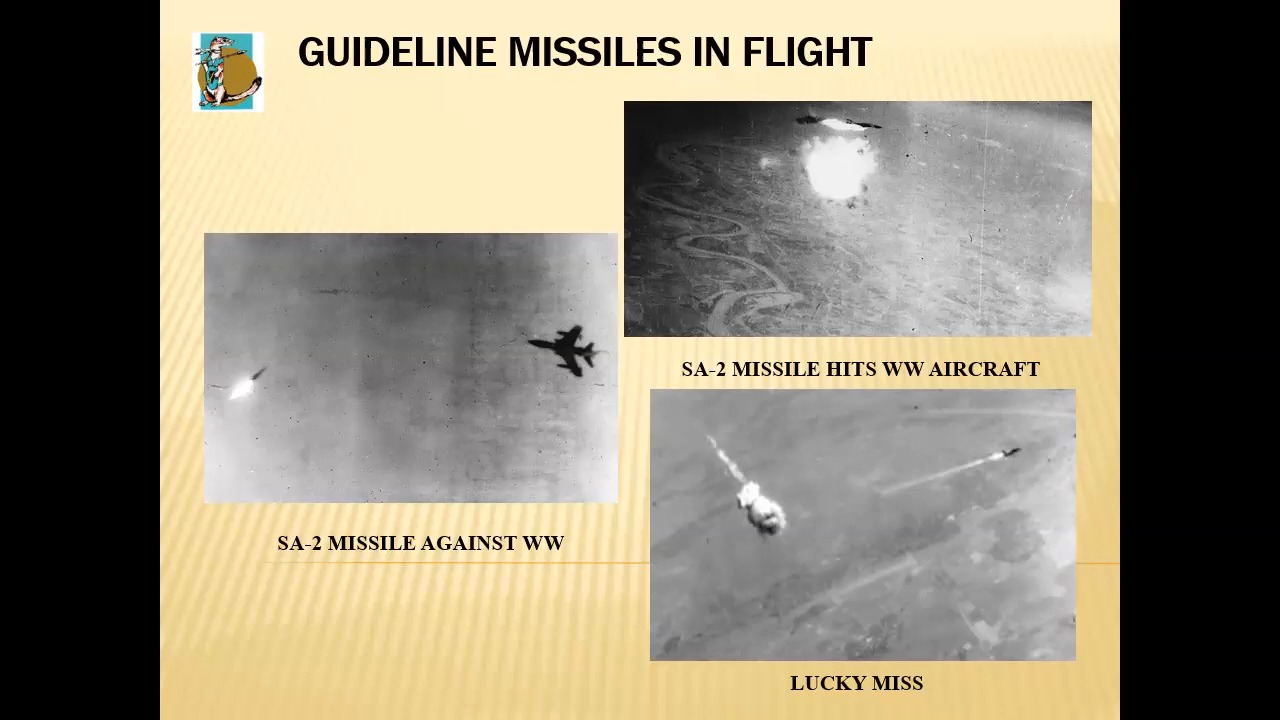 GUIDELINE MISSILES IN FLIGHT
SA-2 MISSILE HITS WW AIRCRAFT
SA-2 MISSILE AGAINST WW
LUCKY MISS